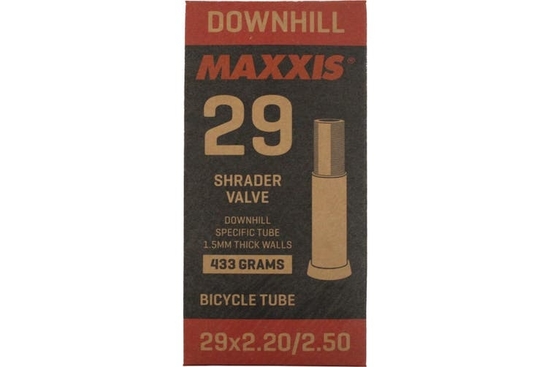 DOWNHILL
MAXXIS®
29
SHRADER
VALVE
DOWNHILL
SPECIFIC TUBE
1.5MM THICK WALLS
433 GRAMS
BICYCLE TUBE
29x2.20/2.50